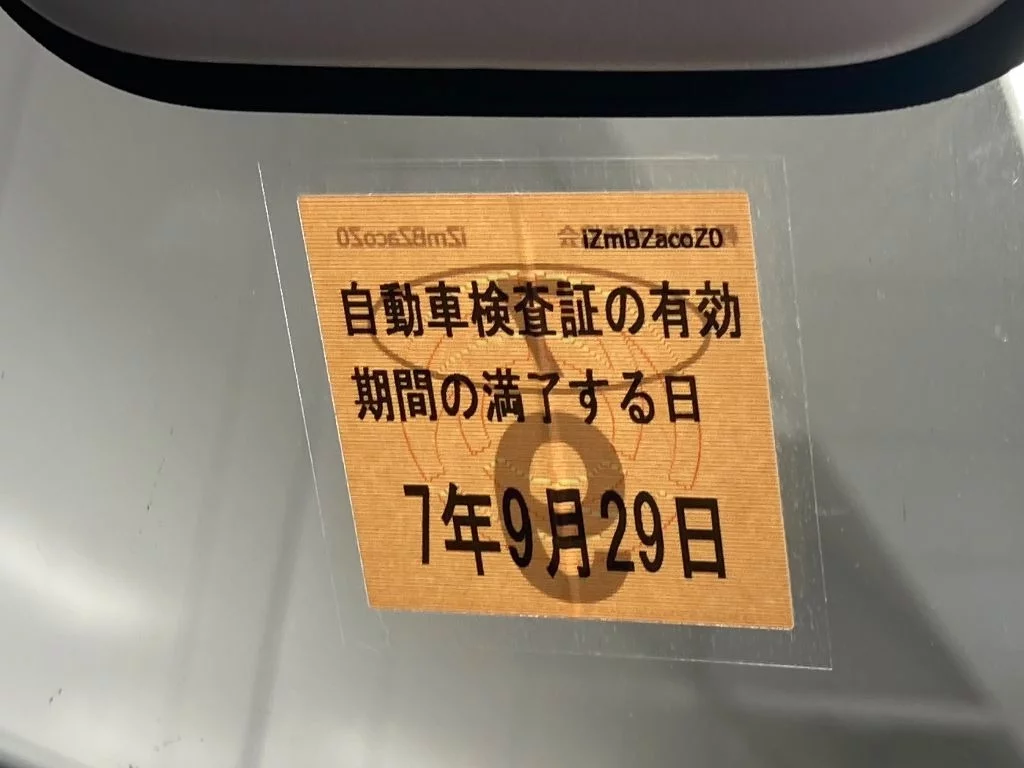 iZmBZacoZ0
自動車検査証の有効
期間の満了する日
7年9月29日